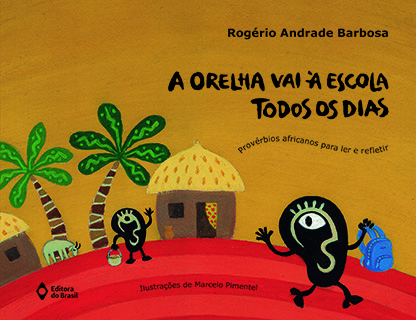 Rogério Andrade Barbosa
A ORELHA VAI À ESCOLA
TODOS OS DIAS
Provérbios africanos para ler e refletir
Editora
do Brasil
Ilustrações de Marcelo Pimentel